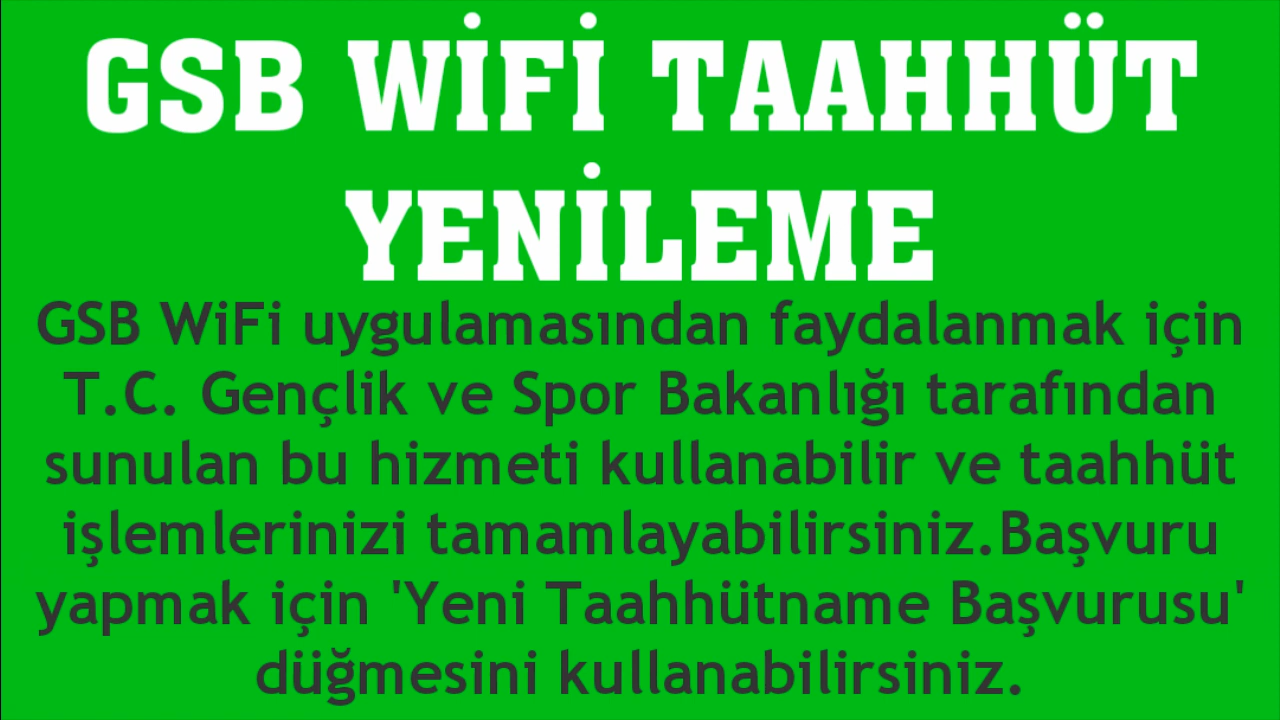 GSB WİFİ TAAHHÜT
YENİLEME
GSB WiFi uygulamasından faydalanmak için
T.C. Gençlik ve Spor Bakanlığı tarafından
sunulan bu hizmeti kullanabilir ve taahhüt
işlemlerinizi tamamlayabilirsiniz.Başvuru
yapmak için 'Yeni Taahhütname Başvurusu'
düğmesini kullanabilirsiniz.